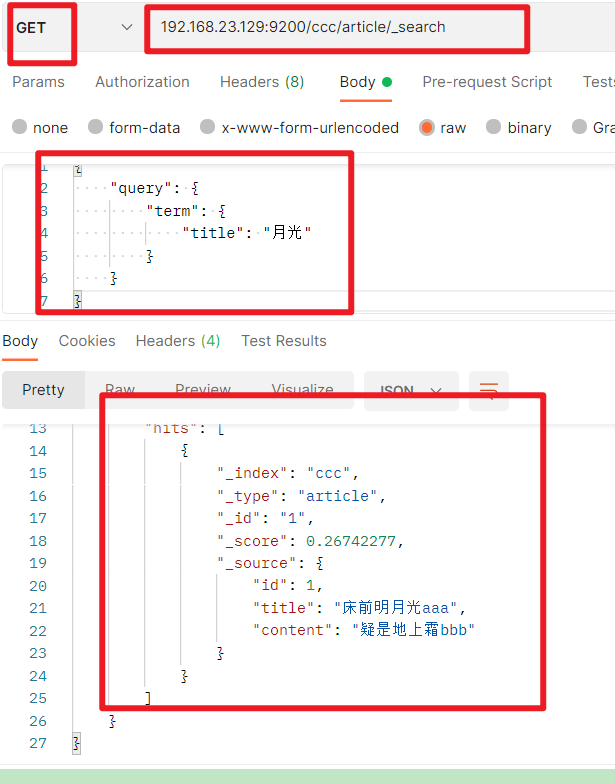 GET 192.168.23.129:9200/ccc/article/_search
Params Authorization Headers (8) Body Pre-request Script Tests
none form-data x-www-form-urlencoded raw binary Gra
1 {
2 "query": {
3 "term": {
4 "title": "月光"
5 }
6 }
7 }
Body Cookies Headers (4) Test Results
Pretty Raw Preview Visualize JSON
13 "hits": [
14 {
15 "_index": "ccc",
16 "_type": "article",
17 "_id": "1",
18 "_score": 0.26742277,
19 "_source": {
20 "id": 1,
21 "title": "床前明月光aaa",
22 "content": "疑是地上霜bbb"
23 }
24 }
25 ]
26 }
27 }